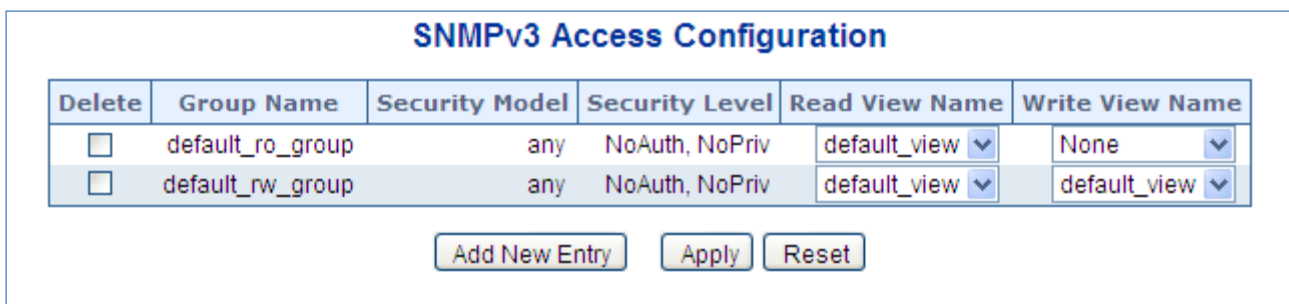 SNMPv3 Access Configuration
Delete Group Name Security Model Security Level Read View Name Write View Name
default_ro_group any NoAuth, NoPriv default_view None
default_rw_group any NoAuth, NoPriv default_view default_view
Add New Entry Apply Reset